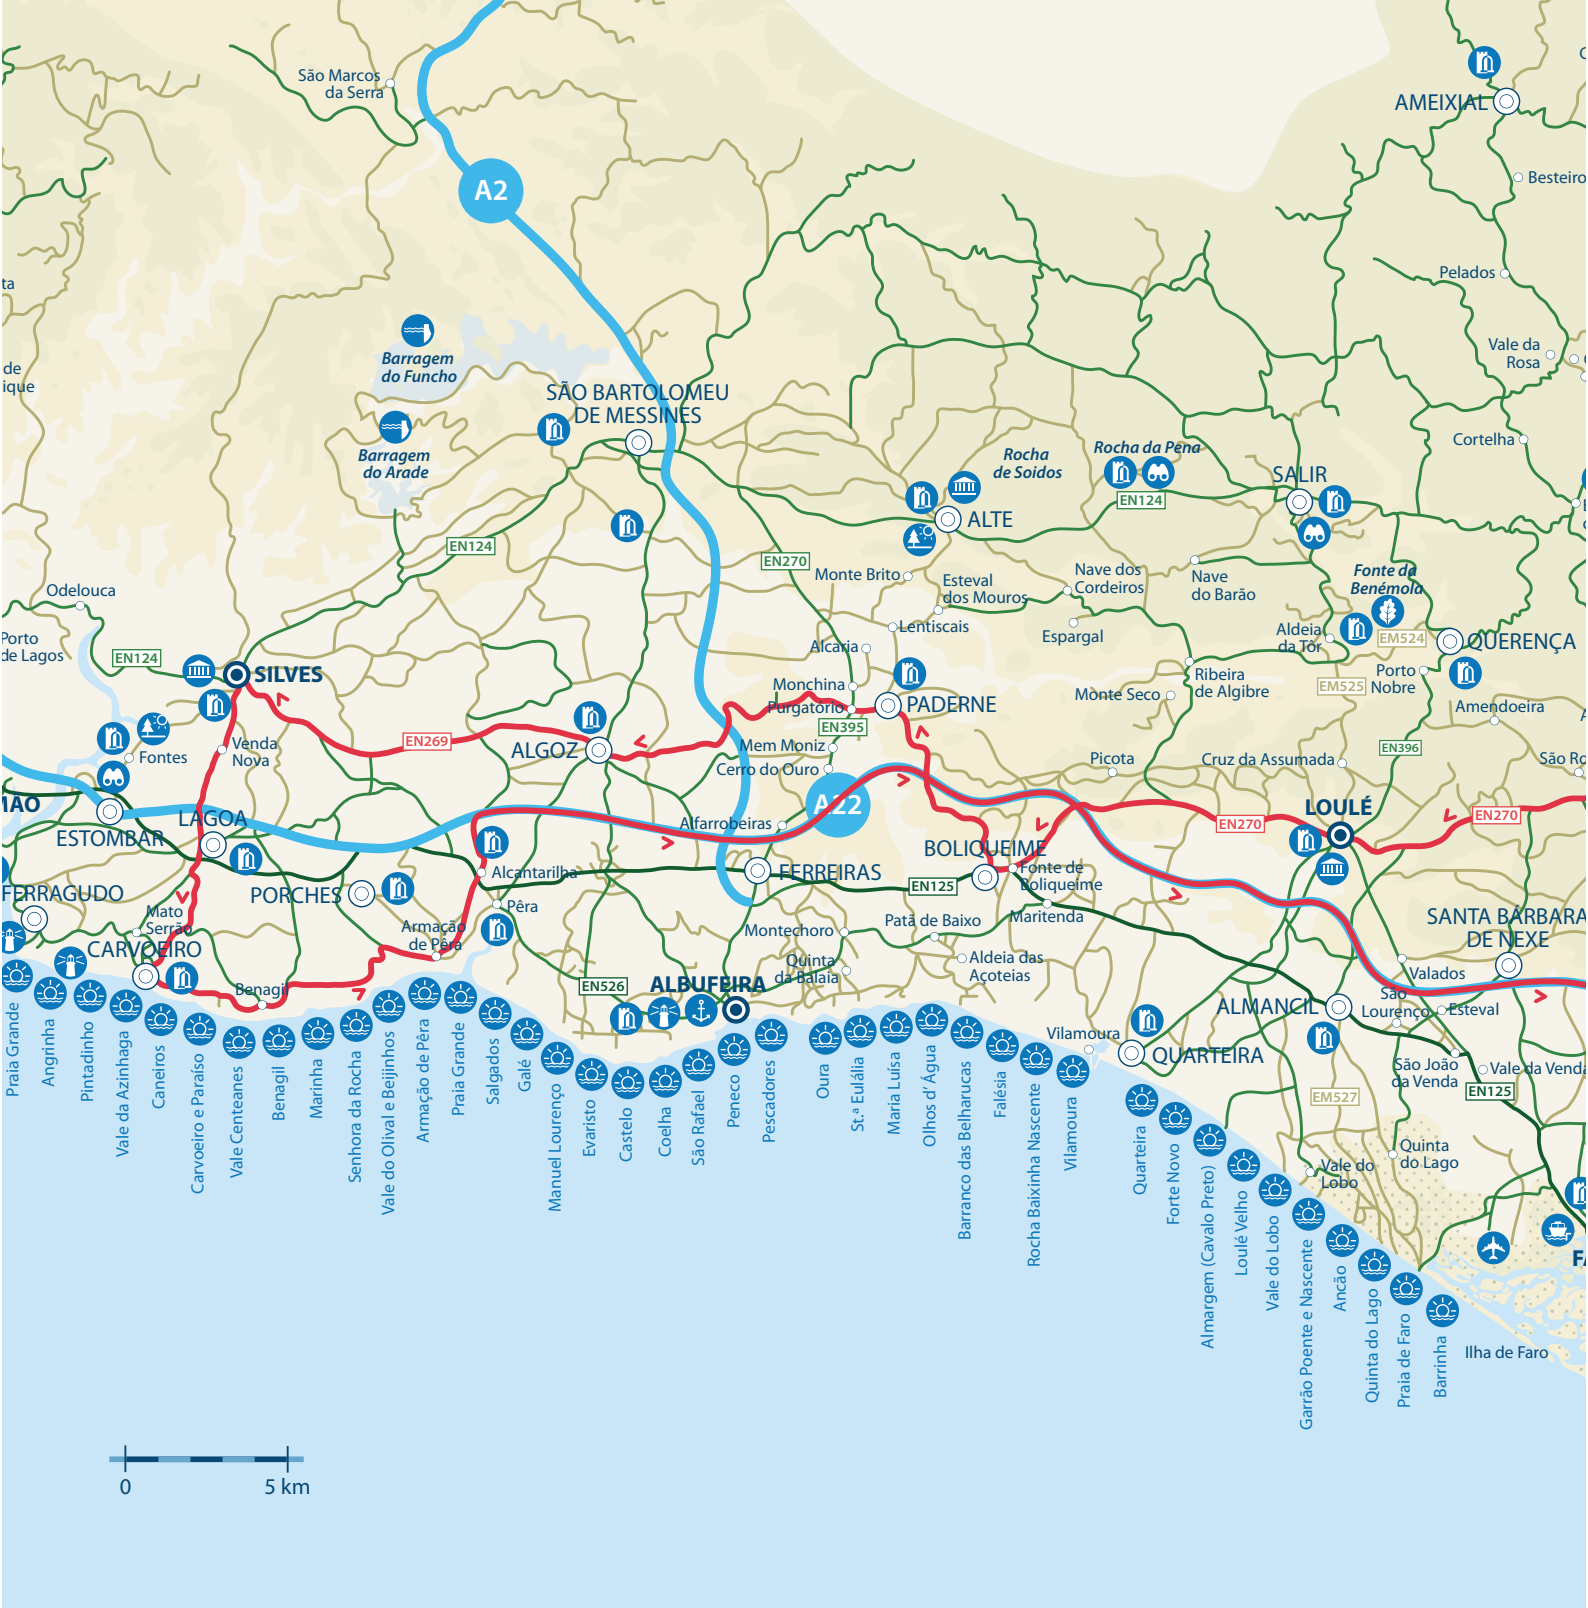 São Marcos
da Serra
A2
AMEIXIAL
Besteiro
Pelados
ta
de
ique
Vale da
Rosa
Barragem
do Funcho
SÃO BARTOLOMEU
DE MESSINES
Barragem
do Arade
Rocha
de Soidos
Rocha da Pena
EN124
SALIR
Cortelha
ALTE
EN124
EN270
Monte Brito
Esteval
dos Mouros
Nave dos
Cordeiros
Nave
do Barão
Fonte da
Benémola
Odelouca
Porto
de Lagos
EN124
Lentiscais
Espargal
Aldeia
da Tôr
EM524
QUERENÇA
Alcaria
SILVES
Monchina
Purgatório
PADERNE
Ribeira
de Algibre
Monte Seco
EM525
Porto
Nobre
Amendoeira
EN395
Venda
Nova
EN269
ALGOZ
Mem Moniz
Cerro do Ouro
Picota
Cruz da Assumada
EN396
São Ro
Fontes
MÃO
ESTOMBAR
LAGOA
A22
Alfarrobeiras
LOULÉ
EN270
EN270
BOLIQUEIME
Fonte de
Boliqueime
Alcantarilha
FERREIRAS
EN125
FERRAGUDO
PORCHES
Pêra
Mato
Serrão
Armação
de Pêra
CARVOEIRO
Montechoro
Patã de Baixo
Maritenda
SANTA BÁRBARA
DE NEXE
Quinta
da Balaia
Aldeia das
Açoteias
Valados
Benagil
EN526
ALBUFEIRA
ALMANCIL
São
Lourenço
Esteval
Vilamoura
QUARTEIRA
São João
da Venda
Vale da Venda
EN125
EM527
Quinta
do Lago
Vale do
Lobo
FA
Praia Grande
Angrinha
Pintadinho
Vale da Azinhaga
Caneiros
Carvoeiro e Paraíso
Vale Centeanes
Benagil
Marinha
Senhora da Rocha
Vale do Olival e Beijinhos
Armação de Pêra
Praia Grande
Salgados
Galé
Manuel Lourenço
Evaristo
Castelo
Coelha
São Rafael
Peneco
Pescadores
Oura
St.ª Eulália
Maria Luísa
Olhos d' Água
Barranco das Belharucas
Falésia
Rocha Baixinha Nascente
Vilamoura
Quarteira
Forte Novo
Almargem (Cavalo Preto)
Loulé Velho
Vale do Lobo
Garrão Poente e Nascente
Ancão
Quinta do Lago
Praia de Faro
Barrinha
Ilha de Faro
0
5 km